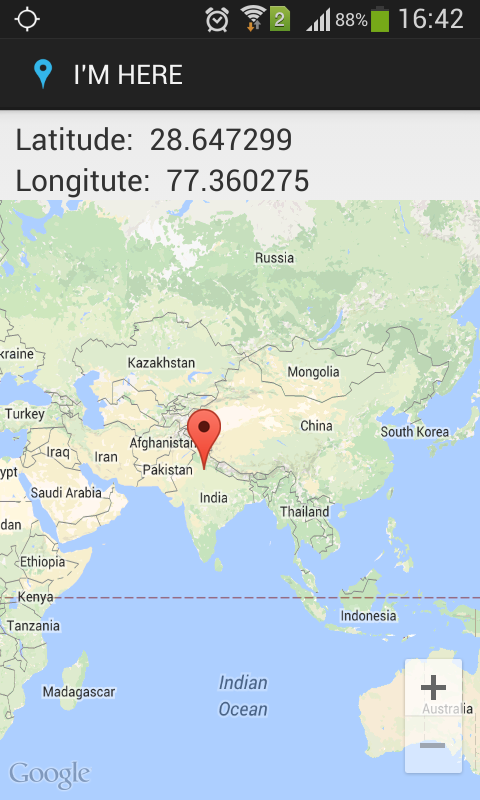 2 88% 16:42
I'M HERE
Latitude: 28.647299
Longitute: 77.360275
Russia
kraine
Kazakhstan
Mongolia
Turkey
China
South Korea
Afghanistan
Iraq
Iran
Pakistan
ypt
Saudi Arabia
India
Thailand
dan
Ethiopia
Kenya
Indonesia
Tanzania
Indian
Ocean
Madagascar
+
Australia
-
Google